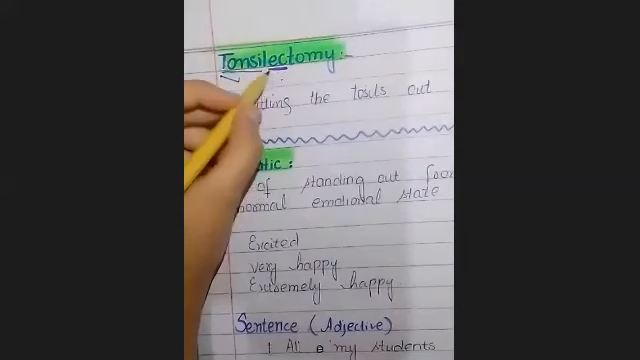 Tonsilectomy :-
the tosils out
of standing out foor
normal emotional state
Excited
very happy
Extremely happy
Sentence (Adjective)
my students